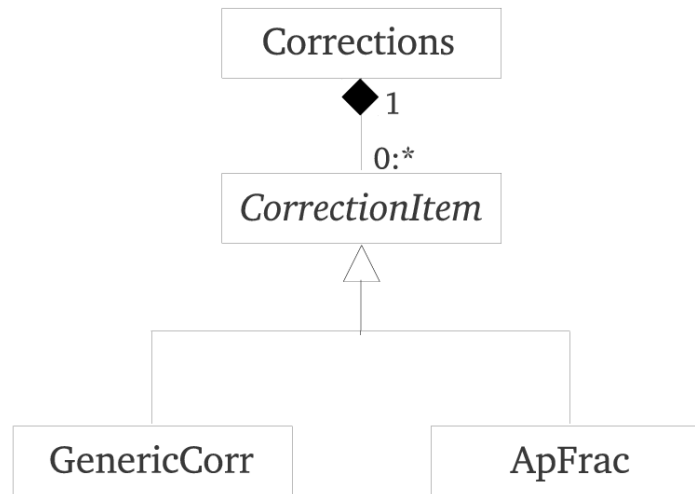 Corrections
1
0:*
CorrectionItem
GenericCorr
ApFrac